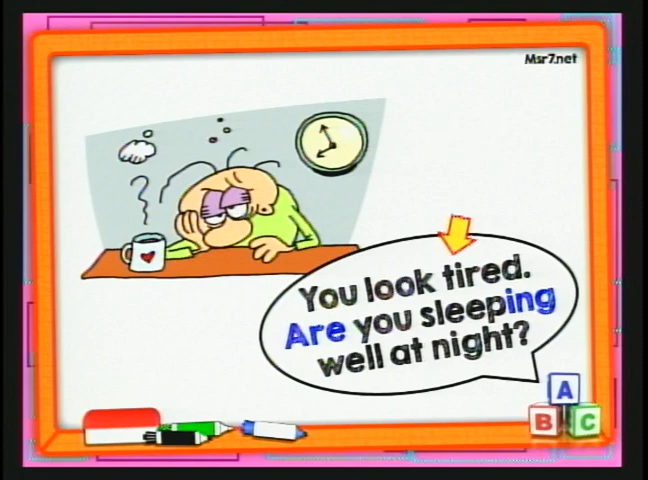 Msr7.net
You look tired.
Are you sleeping
well at night?
A
B C